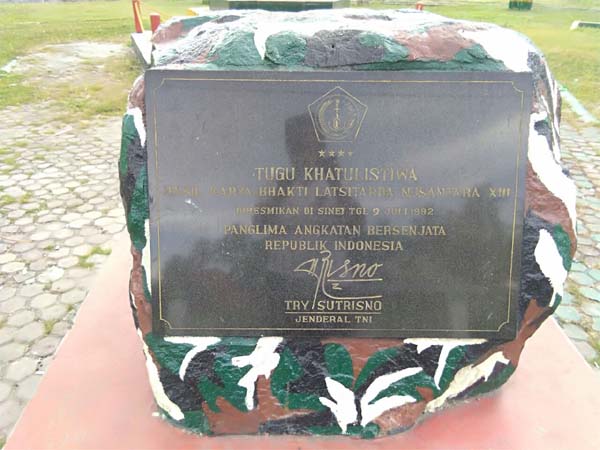 TUGU KHATULISTIWA
HASIL KARYA BHAKTI LATSITARDA NUSANTARA XIII
DIRESMIKAN DI SINEI TGL 9 JULI 1992
PANGLIMA ANGKATAN BERSENJATA
REPUBLIK INDONESIA
TRY SUTRISNO
JENDERAL TNI